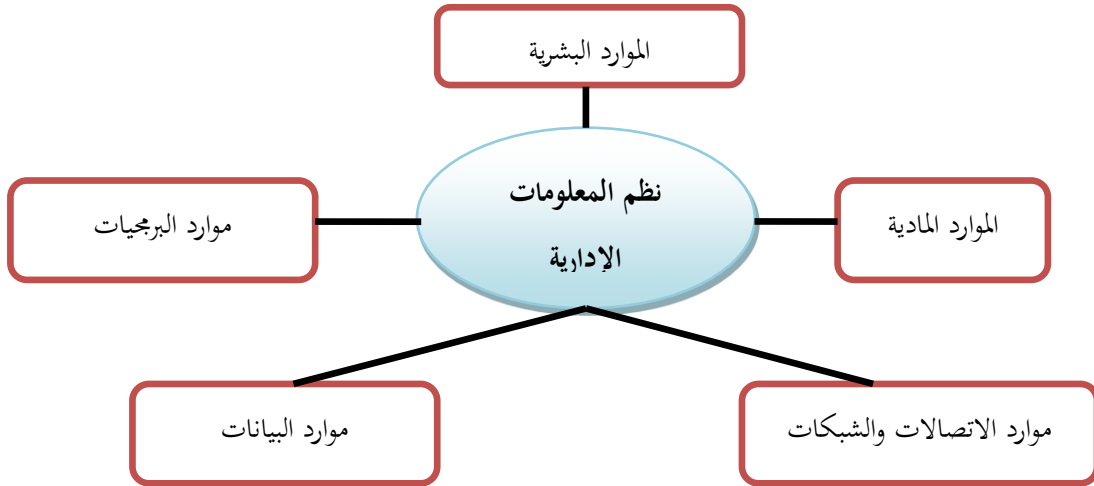 الموارد البشرية
نظم المعلومات
الإدارية
الموارد المادية
موارد البرمجيات
موارد الاتصالات والشبكات
موارد البيانات